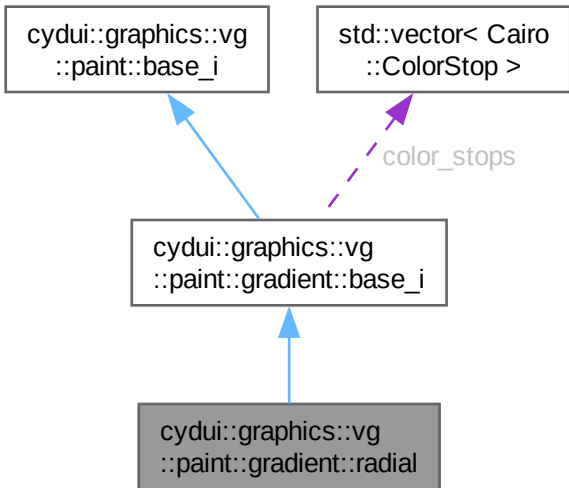 cydui::graphics::vg
::paint::base_i
std::vector< Cairo
::ColorStop >
color_stops
cydui::graphics::vg
::paint::gradient::base_i
cydui::graphics::vg
::paint::gradient::radial